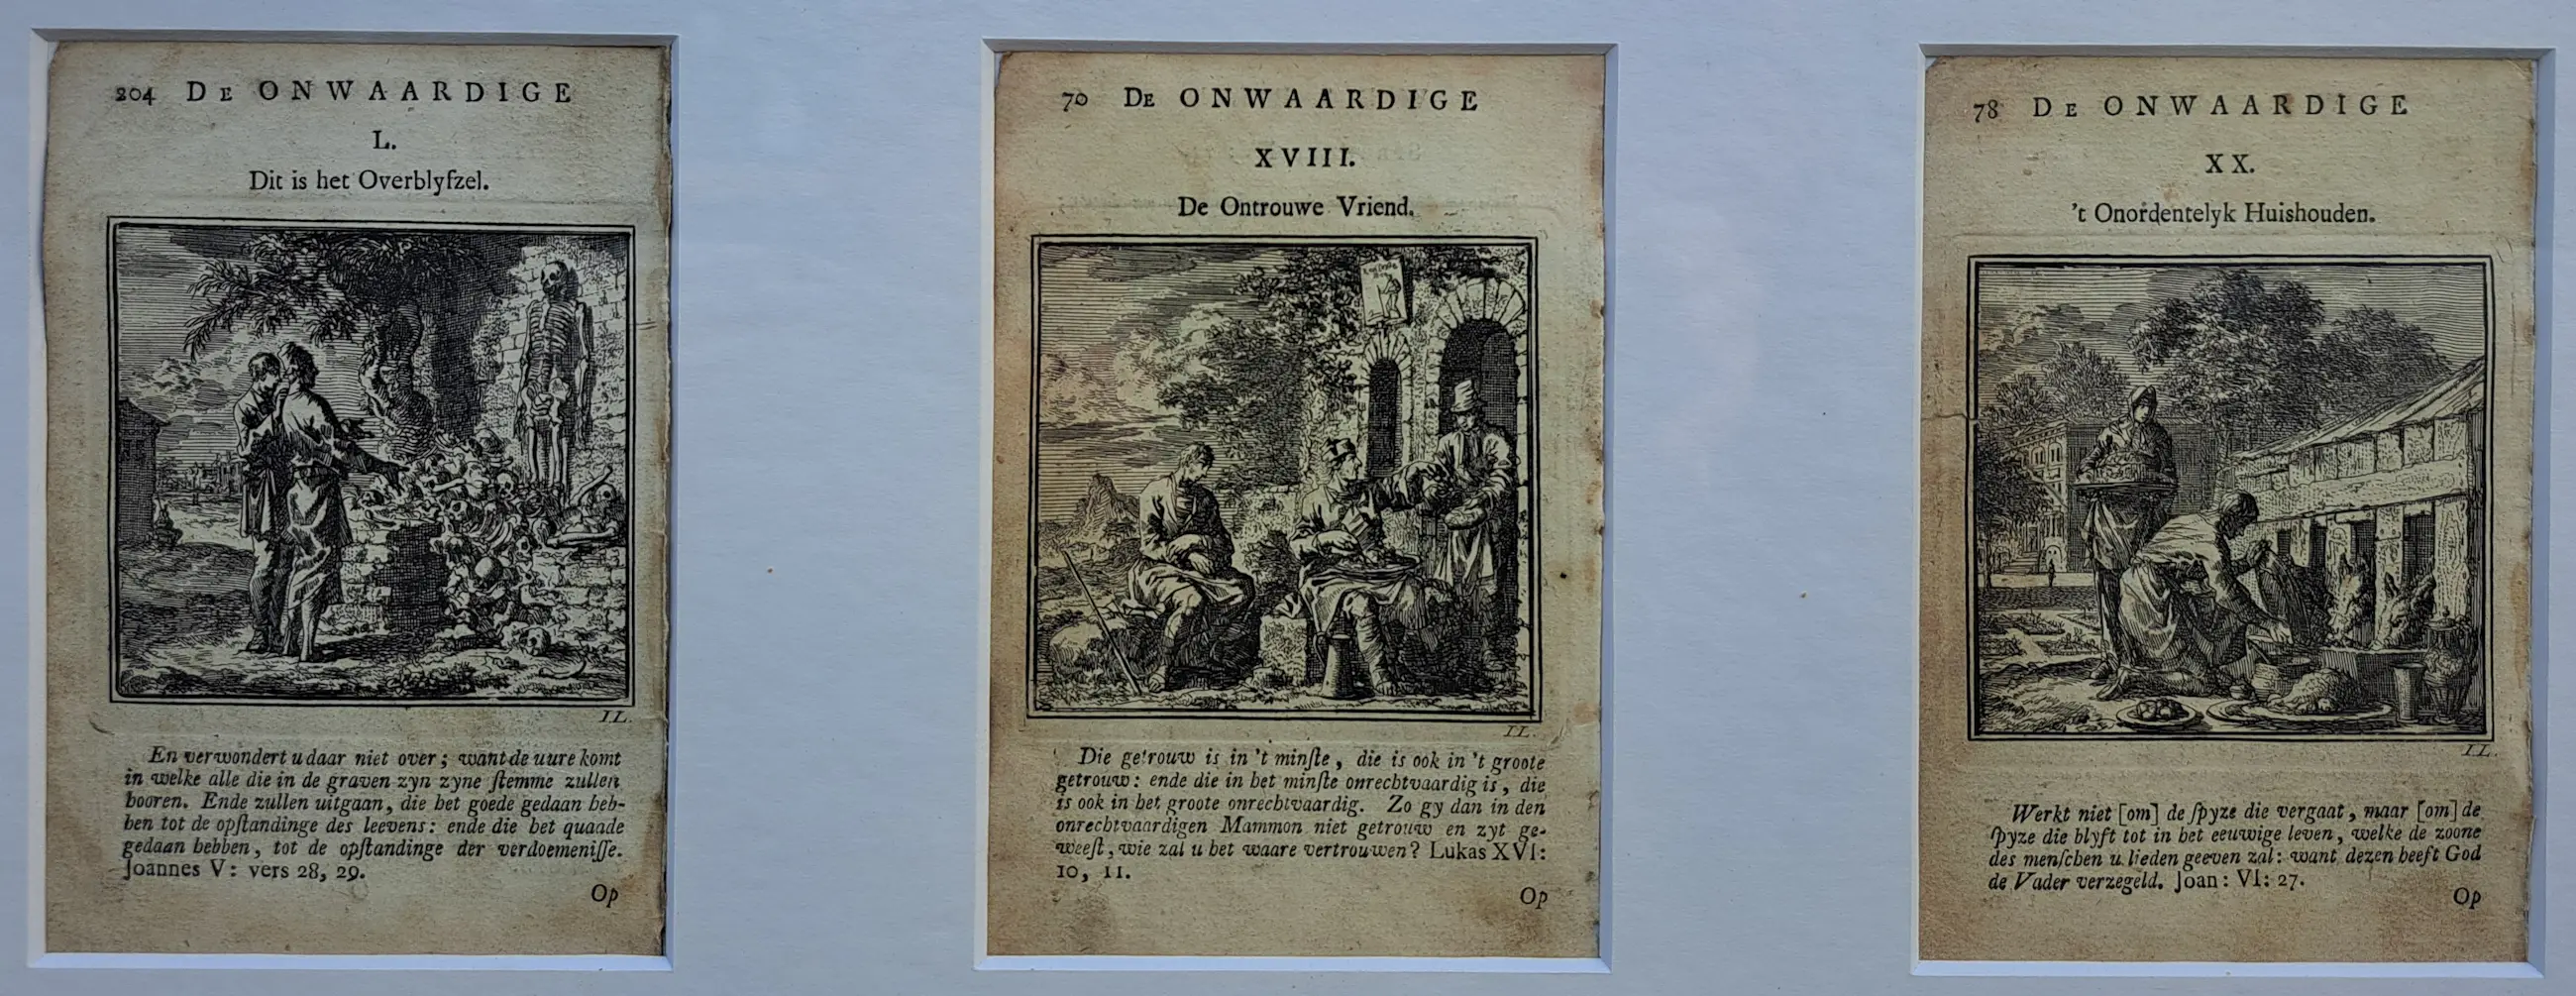 204 DE ONWAARDIGE
L.
Dit is het Overblyfzel.
I L.
En verwondert u daar niet over; want de uure komt
in welke alle die in de graven zyn zyne ſtemme zullen
hooren. Ende zullen uitgaan, die het goede gedaan heb-
ben tot de opſtandinge des leevens: ende die het quaade
gedaan hebben, tot de opſtandinge der verdoemeniſſe.
Joannes V: vers 28, 29.
Op
70 DE ONWAARDIGE
XVIII.
De Ontrouwe Vriend.
I L.
Die getrouw is in 't minſte, die is ook in 't groote
getrouw: ende die in het minſte onrechtvaardig is, die
is ook in het groote onrechtvaardig. Zo gy dan in den
onrechtvaardigen Mammon niet getrouw en zyt ge-
weeſt, wie zal u het waare vertrouwen? Lukas XVI:
10, 11.
Op
78 DE ONWAARDIGE
XX.
't Onordentelyk Huishouden.
I L.
Werkt niet [om] de ſpyze die vergaat, maar [om] de
ſpyze die blyft tot in het eeuwige leven, welke de zoone
des menſchen u lieden geeven zal: want dezen heeft God
de Vader verzegeld. Joan: VI: 27.
Op